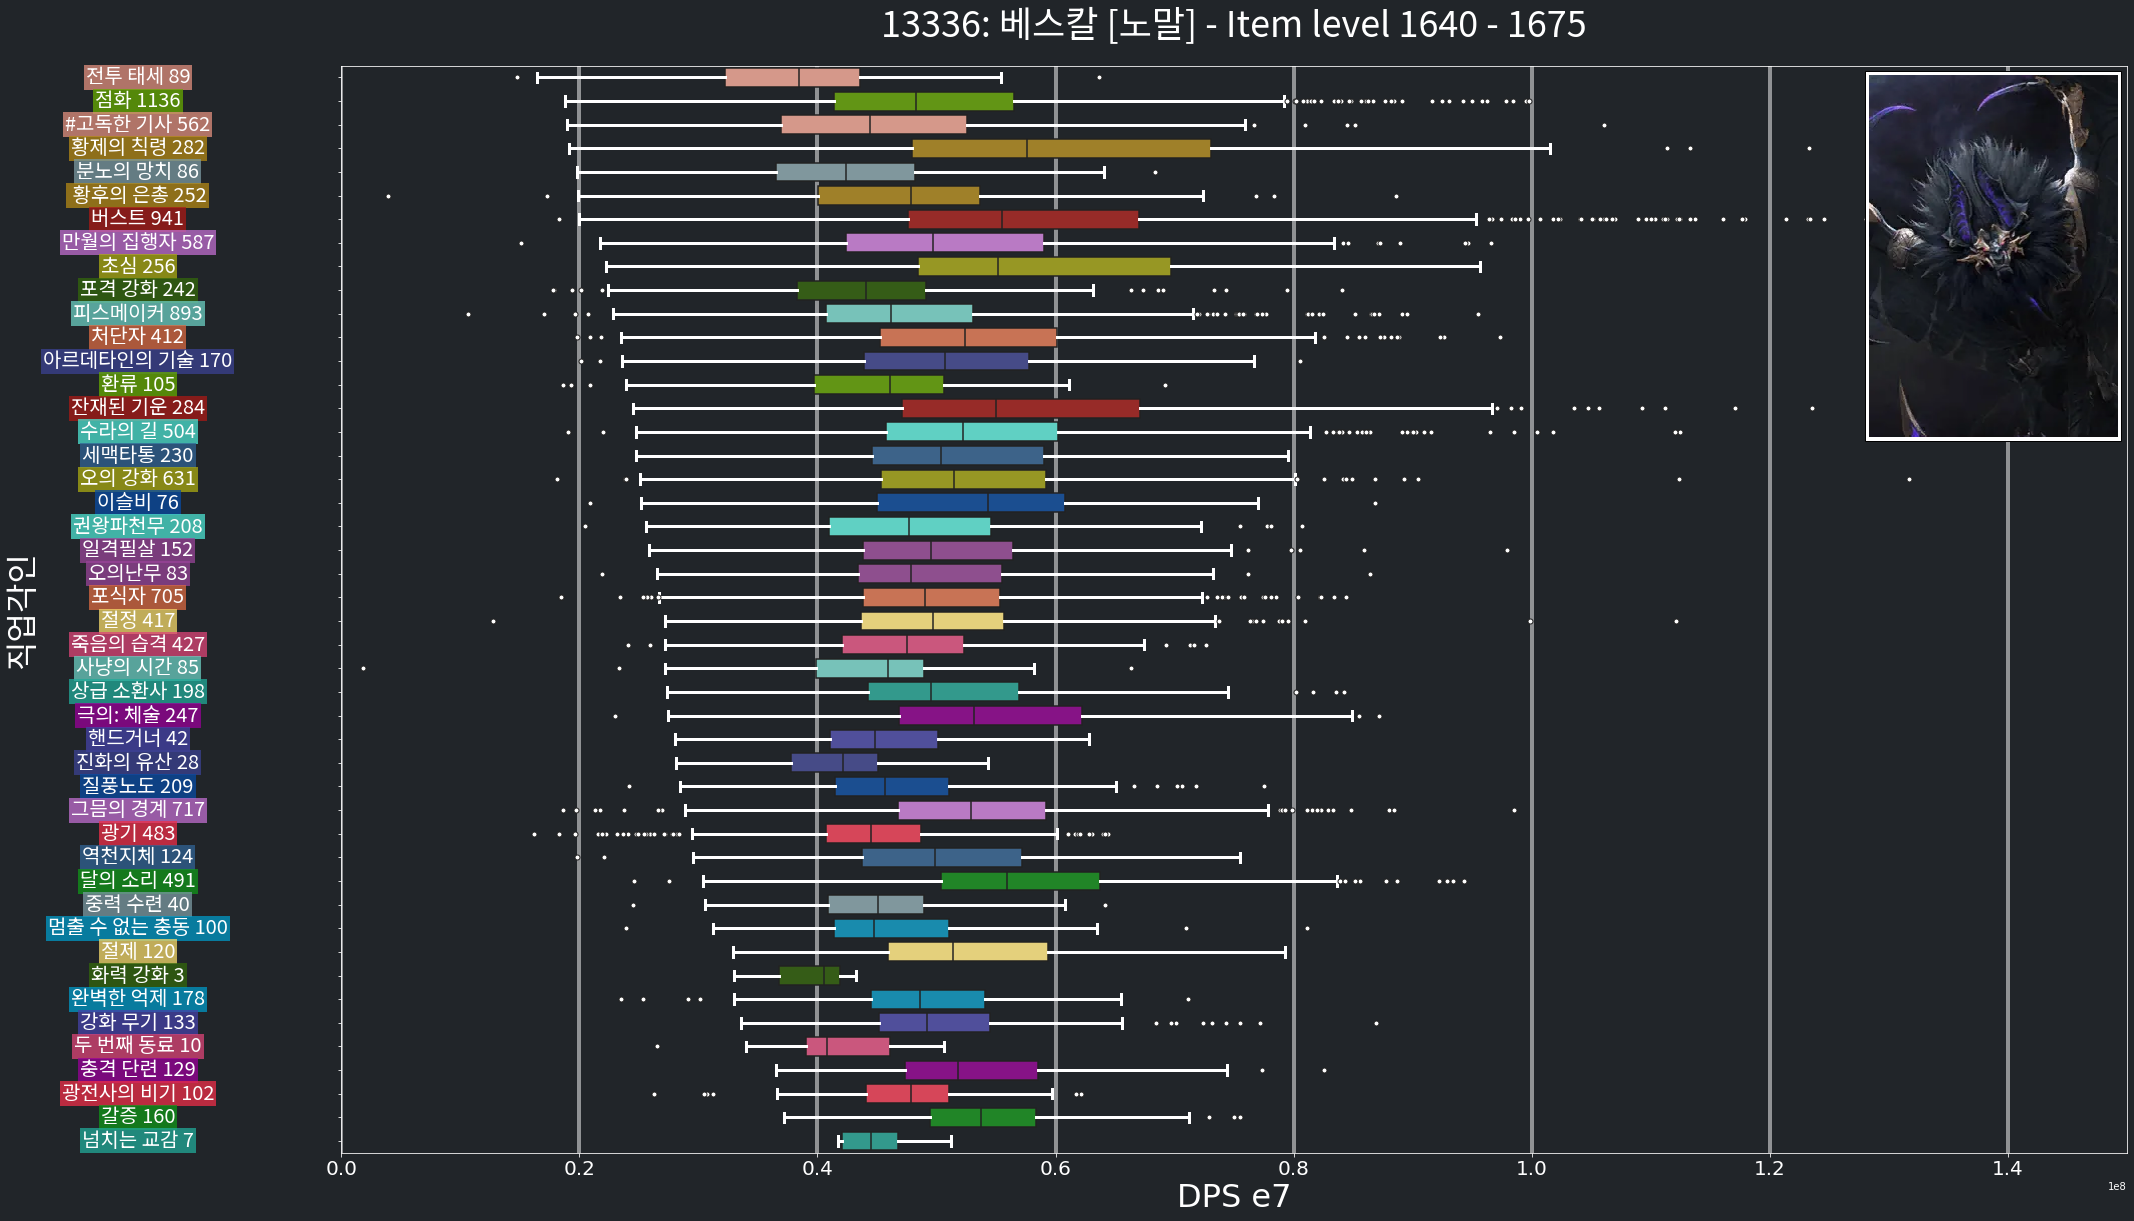 13336: 베스칼 [노말] - Item level 1640 - 1675
전투 태세 89
점화 1136
#고독한 기사 562
황제의 칙령 282
분노의 망치 86
황후의 은총 252
버스트 941
만월의 집행자 587
초심 256
포격 강화 242
피스메이커 893
처단자 412
아르데타인의 기술 170
환류 105
잔재된 기운 284
수라의 길 504
세맥타통 230
오의 강화 631
이슬비 76
권왕파천무 208
일격필살 152
오의난무 83
포식자 705
절정 417
죽음의 습격 427
사냥의 시간 85
상급 소환사 198
극의: 체술 247
핸드거너 42
진화의 유산 28
질풍노도 209
그믐의 경계 717
광기 483
역천지체 124
달의 소리 491
중력 수련 40
멈출 수 없는 충동 100
절제 120
화력 강화 3
완벽한 억제 178
강화 무기 133
두 번째 동료 10
충격 단련 129
광전사의 비기 102
갈증 160
넘치는 교감 7
직업각인
0.0 0.2 0.4 0.6 0.8 1.0 1.2 1.4
DPS e7
1e8